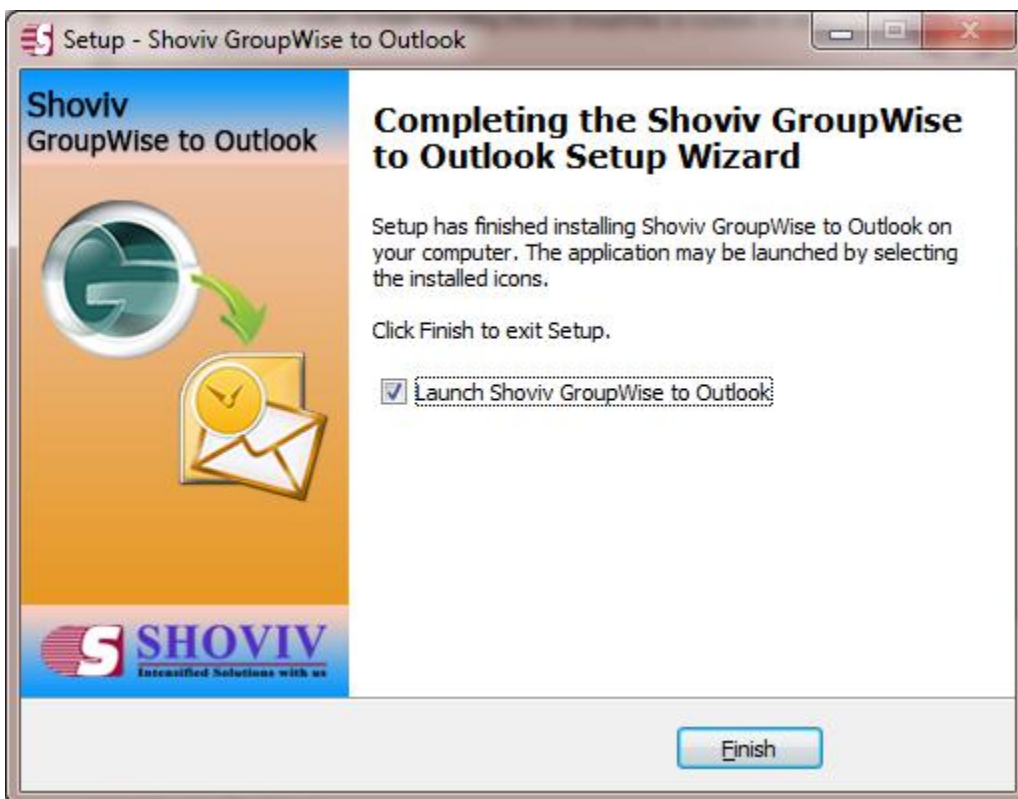 Setup - Shoviv GroupWise to Outlook
Shoviv
GroupWise to Outlook
Completing the Shoviv GroupWise
to Outlook Setup Wizard
Setup has finished installing Shoviv GroupWise to Outlook on
your computer. The application may be launched by selecting
the installed icons.
Click Finish to exit Setup.
Launch Shoviv GroupWise to Outlook
SHOVIV
Intensified Solutions with us
Finish